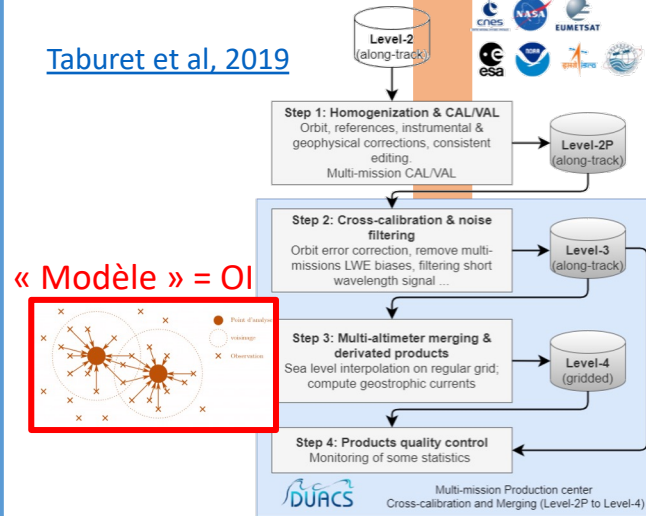 Taburet et al, 2019
Level-2
(along-track)
cnes
NASA
EUMETSAT
esa
Step 1: Homogenization & CAL/VAL
Orbit, references, instrumental &
geophysical corrections, consistent
editing.
Multi-mission CAL/VAL
Level-2P
(along-track)
Step 2: Cross-calibration & noise
filtering
Orbit error correction, remove multi-
missions LWE biases, filtering short
wavelength signal ...
Level-3
(along-track)
« Modèle » = OI
Point d'analyse
voisinage
Observation
Step 3: Multi-altimeter merging &
derivated products
Sea level interpolation on regular grid;
compute geostrophic currents
Level-4
(gridded)
Step 4: Products quality control
Monitoring of some statistics
DUACS
Multi-mission Production center
Cross-calibration and Merging (Level-2P to Level-4)